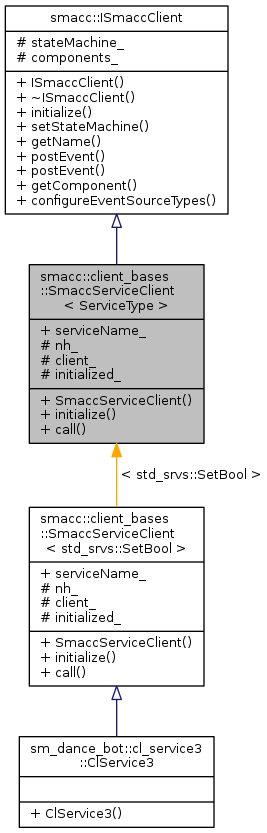 smacc::ISmaccClient
# stateMachine_
# components_
+ ISmaccClient()
+ ~ISmaccClient()
+ initialize()
+ setStateMachine()
+ getName()
+ postEvent()
+ postEvent()
+ getComponent()
+ configureEventSourceTypes()
smacc::client_bases
::SmaccServiceClient
< ServiceType >
+ serviceName_
# nh_
# client_
# initialized_
+ SmaccServiceClient()
+ initialize()
+ call()
< std_srvs::SetBool >
smacc::client_bases
::SmaccServiceClient
< std_srvs::SetBool >
+ serviceName_
# nh_
# client_
# initialized_
+ SmaccServiceClient()
+ initialize()
+ call()
sm_dance_bot::cl_service3
::ClService3
+ ClService3()